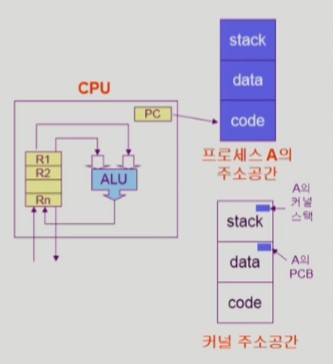 CPU
PC
R1
R2
Rn
ALU
stack
data
code
프로세스 A의
주소공간
A의
커널
스택
stack
data
code
A의
PCB
커널 주소공간